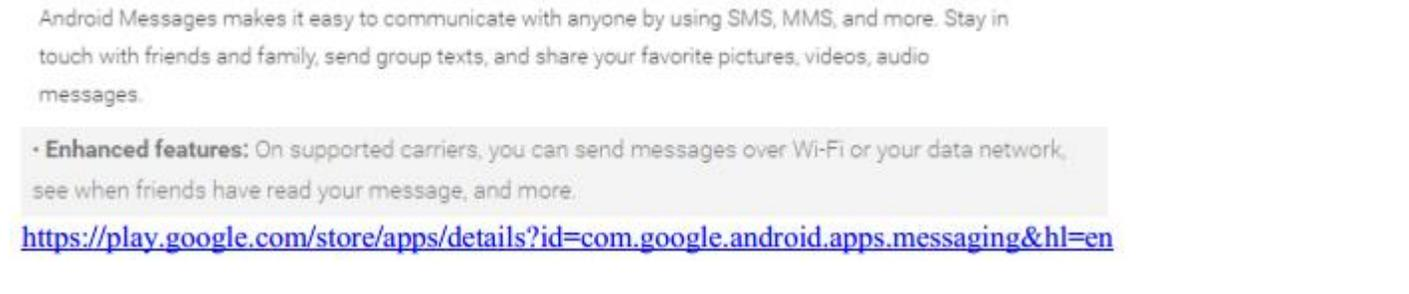 Android Messages makes it easy to communicate with anyone by using SMS, MMS, and more. Stay in
touch with friends and family, send group texts, and share your favorite pictures, videos, audio
messages.
• Enhanced features: On supported carriers, you can send messages over Wi-Fi or your data network,
see when friends have read your message, and more.
https://play.google.com/store/apps/details?id=com.google.android.apps.messaging&hl=en